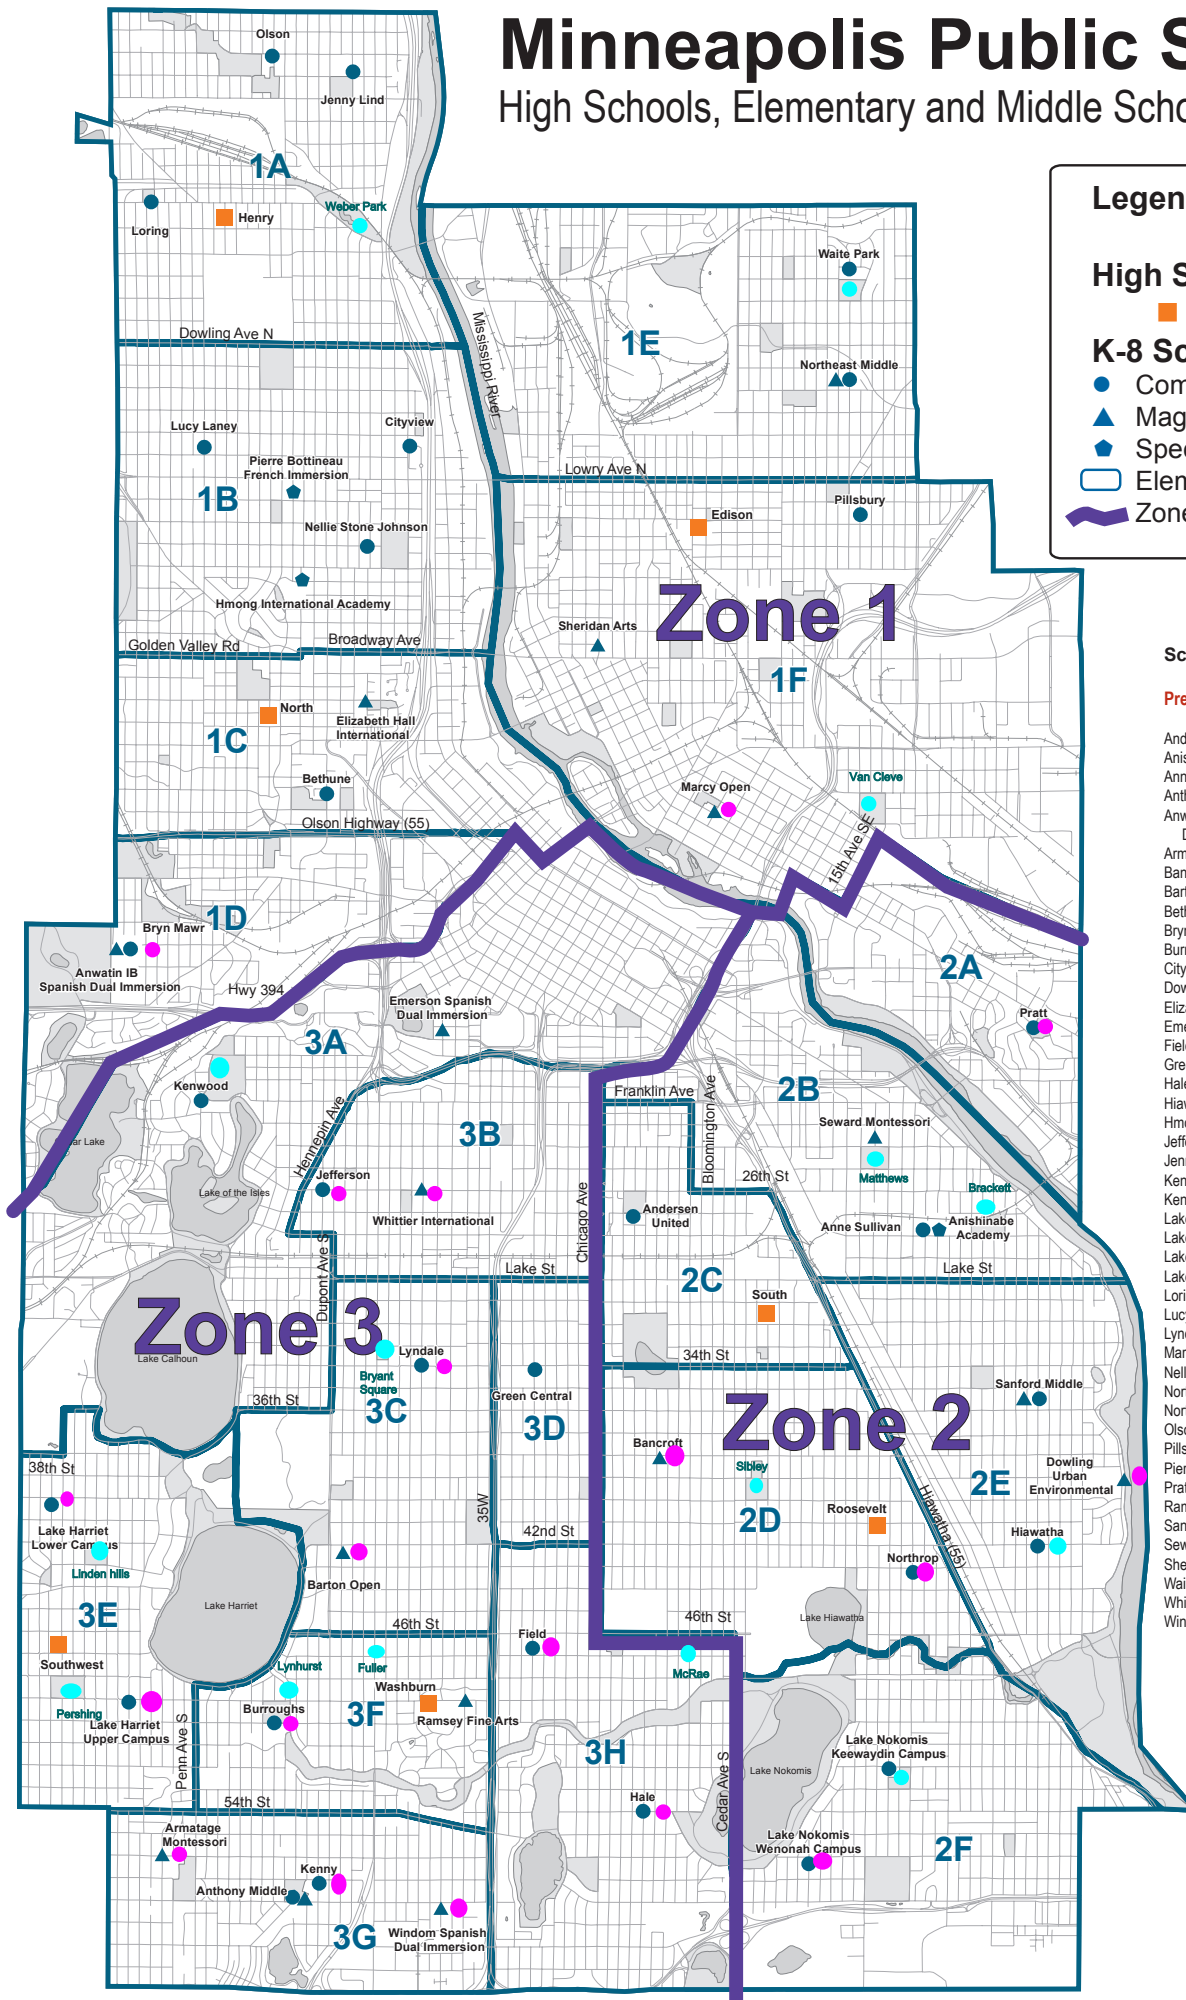 Minneapolis Public S
High Schools, Elementary and Middle Scho
Legen
High S
K-8 Sc
Com
Mag
Spec
Elem
Zone
Olson
Jenny Lind
1A
Weber Park
Loring
Henry
Waite Park
Dowling Ave N
Mississippi River
1E
Northeast Middle
Lucy Laney
Cityview
Pierre Bottineau
French Immersion
1B
Lowry Ave N
Pillsbury
Edison
Nellie Stone Johnson
Hmong International Academy
Zone 1
Sheridan Arts
Golden Valley Rd
Broadway Ave
1F
North
Elizabeth Hall
International
1C
Bethune
Marcy Open
Van Cleve
Olson Highway (55)
15th Ave SE
1D
Bryn Mawr
Anwatin IB
Spanish Dual Immersion
2A
Hwy 394
Emerson Spanish
Dual Immersion
Pratt
3A
Kenwood
2B
Franklin Ave
Bloomington Ave
Hennepin Ave
3B
Seward Montessori
ar Lake
Lake of the Isles
Jefferson
26th St
Matthews
Brackett
Whittier International
Chicago Ave
Andersen
United
Anne Sullivan
Anishinabe
Academy
Dupont Ave S
Lake St
Lake St
2C
South
Zone 3
Lake Calhoun
Lyndale
Bryant
Square
34th St
36th St
3C
Green Central
3D
Sanford Middle
Zone 2
Bancroft
38th St
Sibley
Dowling
Urban
Environmental
2E
35W
Lake Harriet
Lower Campus
2D
Roosevelt
Hiawatha (55)
Hiawatha
42nd St
Linden hills
Barton Open
Northrop
Lake Harriet
3E
Lake Hiawatha
46th St
46th St
Field
Southwest
Lynhurst
Fuller
McRae
Pershing
Washburn
Burroughs
3F
Ramsey Fine Arts
Lake Harriet
Upper Campus
Penn Ave S
3H
Lake Nokomis
Keewaydin Campus
Lake Nokomis
Cedar Ave S
54th St
Hale
Armatage
Montessori
Lake Nokomis
Wenonah Campus
2F
Kenny
Anthony Middle
3G
Windom Spanish
Dual Immersion
Sc
Pre
And
Anis
Ann
Anth
Anw
D
Arm
Ban
Bart
Beth
Bryn
Burr
City
Dow
Eliza
Eme
Fiel
Gre
Hale
Hiaw
Hmo
Jeffe
Jenn
Ken
Ken
Lake
Lake
Lake
Lake
Lori
Lucy
Lynd
Mar
Nell
Nor
Nor
Olso
Pills
Pier
Prat
Ram
San
Sew
She
Wai
Whi
Win